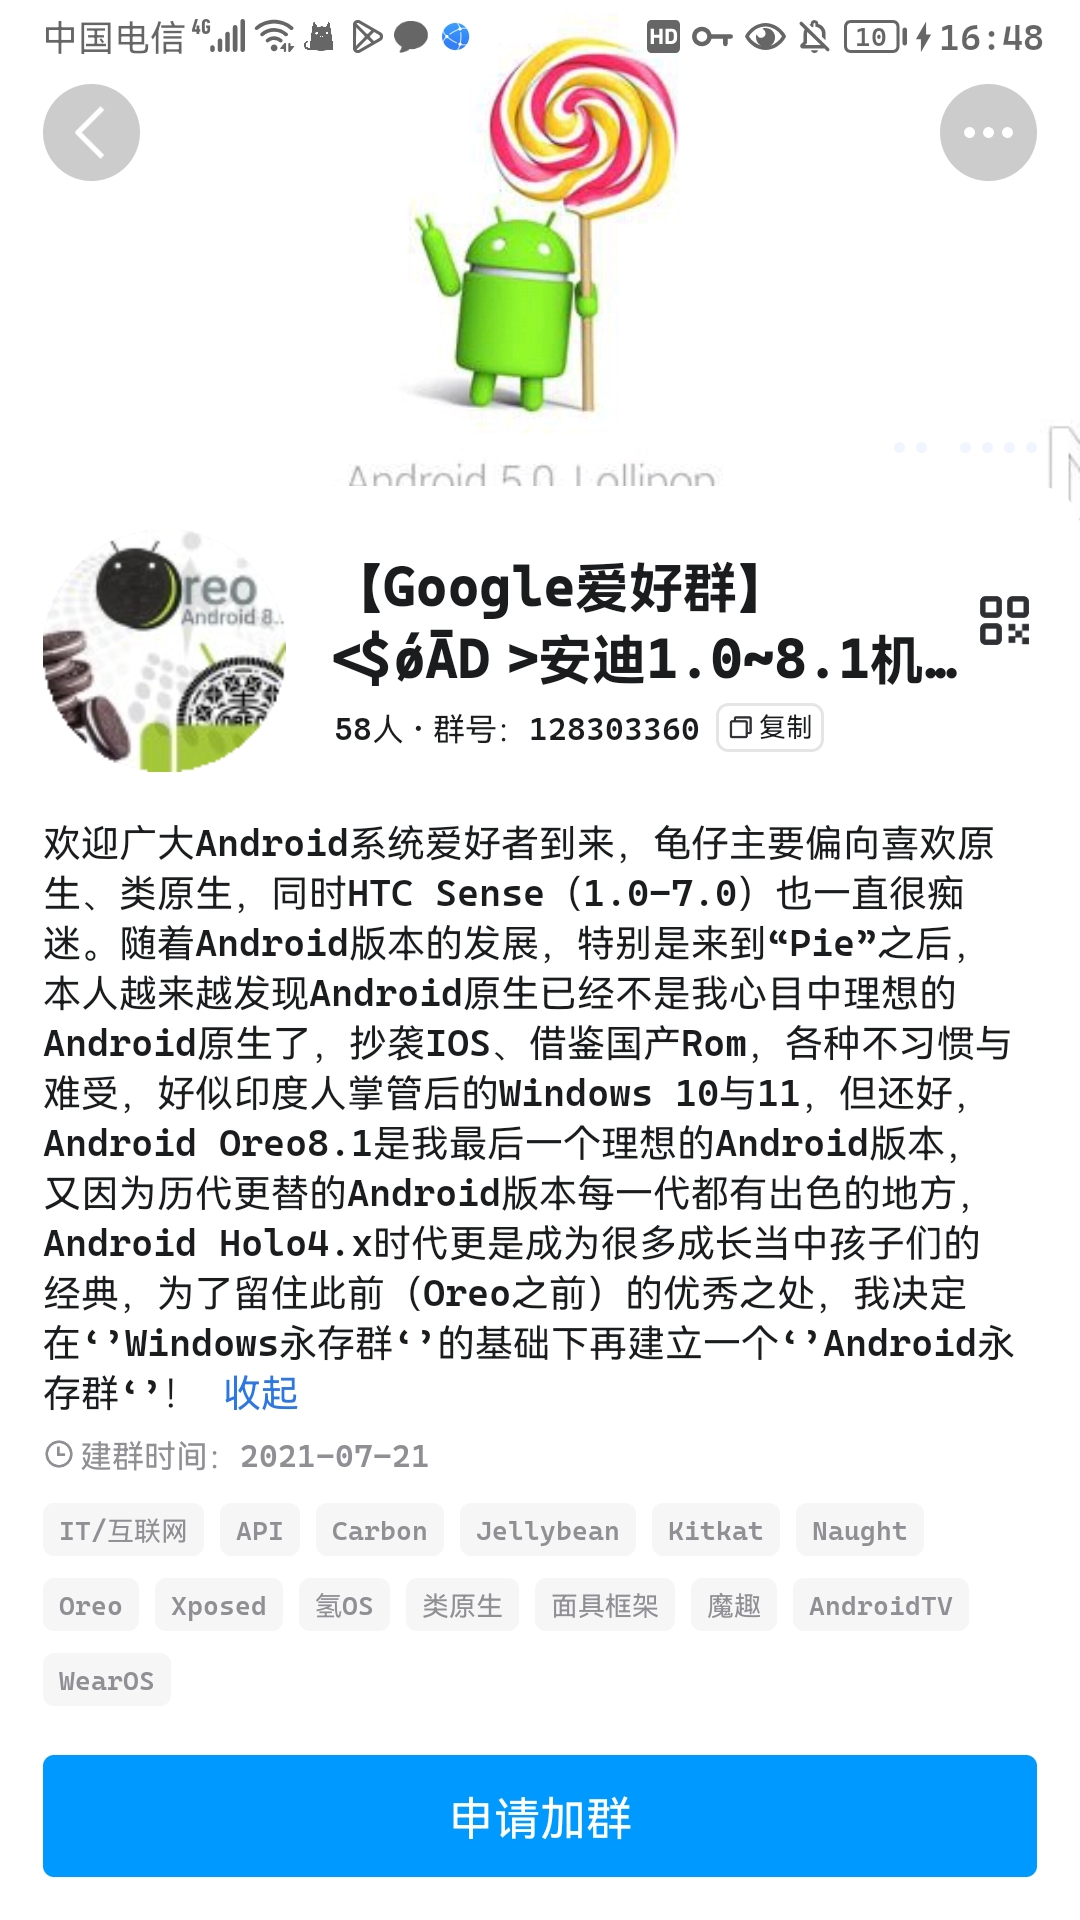 中国电信 4G HD 10 16:48
Android 5.0 Lollipop
Oreo
Android 8..
OREO
【Google爱好群】
<$ǿĀD >安迪1.0~8.1机…
58人·群号：128303360 复制
欢迎广大Android系统爱好者到来，龟仔主要偏向喜欢原
生、类原生，同时HTC Sense（1.0-7.0）也一直很痴
迷。随着Android版本的发展，特别是来到“Pie”之后，
本人越来越发现Android原生已经不是我心目中理想的
Android原生了，抄袭IOS、借鉴国产Rom，各种不习惯与
难受，好似印度人掌管后的Windows 10与11，但还好，
Android Oreo8.1是我最后一个理想的Android版本，
又因为历代更替的Android版本每一代都有出色的地方，
Android Holo4.x时代更是成为很多成长当中孩子们的
经典，为了留住此前（Oreo之前）的优秀之处，我决定
在‘’Windows永存群‘’的基础下再建立一个‘’Android永
存群‘’！ 收起
建群时间：2021-07-21
IT/互联网 API Carbon Jellybean Kitkat Naught
Oreo Xposed 氢OS 类原生 面具框架 魔趣 AndroidTV
WearOS
申请加群